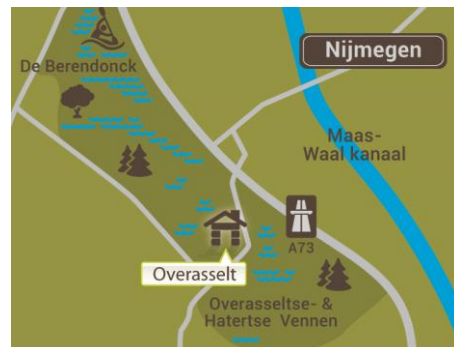 Nijmegen
De Berendonck
Maas-
Waal kanaal
A73
Overasselt
Overasseltse- &
Hatertse Vennen